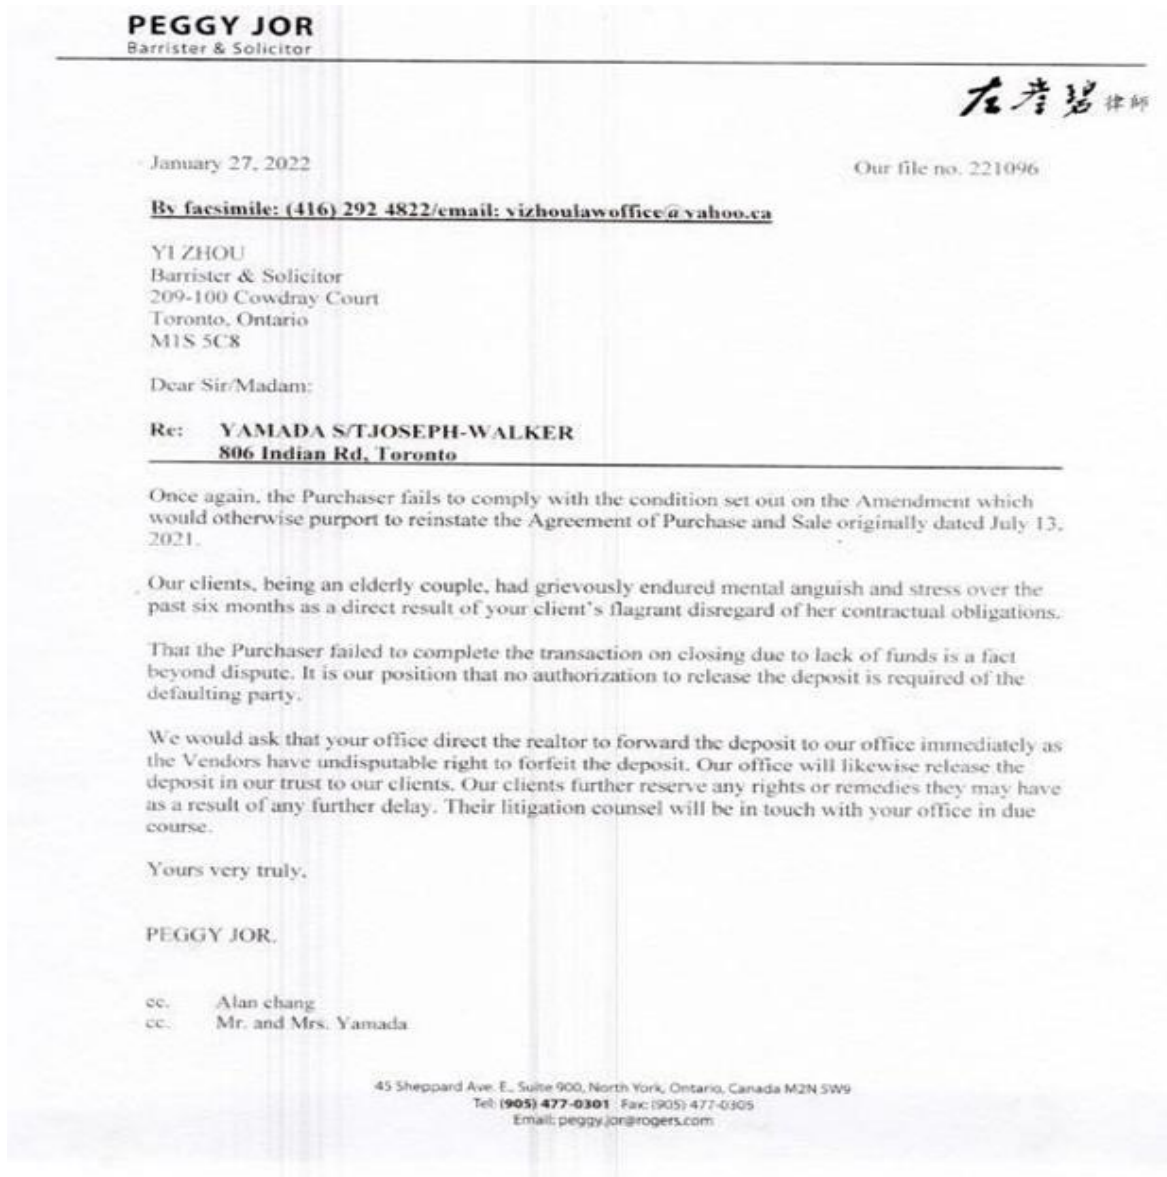 PEGGY JOR
Barrister & Solicitor
左崟碧 律師
January 27, 2022
Our file no. 221096
By facsimile: (416) 292 4822/email: yizhoulawoffice@yahoo.ca
YI ZHOU
Barrister & Solicitor
209-100 Cowdray Court
Toronto, Ontario
M1S 5C8
Dear Sir/Madam:
Re: YAMADA S/TJOSEPH-WALKER
806 Indian Rd, Toronto
Once again, the Purchaser fails to comply with the condition set out on the Amendment which
would otherwise purport to reinstate the Agreement of Purchase and Sale originally dated July 13,
2021.
Our clients, being an elderly couple, had grievously endured mental anguish and stress over the
past six months as a direct result of your client's flagrant disregard of her contractual obligations.
That the Purchaser failed to complete the transaction on closing due to lack of funds is a fact
beyond dispute. It is our position that no authorization to release the deposit is required of the
defaulting party.
We would ask that your office direct the realtor to forward the deposit to our office immediately as
the Vendors have undisputable right to forfeit the deposit. Our office will likewise release the
deposit in our trust to our clients. Our clients further reserve any rights or remedies they may have
as a result of any further delay. Their litigation counsel will be in touch with your office in due
course.
Yours very truly,
PEGGY JOR.
cc. Alan chang
cc. Mr. and Mrs. Yamada
45 Sheppard Ave. E., Suite 900, North York, Ontario, Canada M2N 5W9
Tel: (905) 477-0301 Fax: (905) 477-0305
Email: peggy.jor@rogers.com